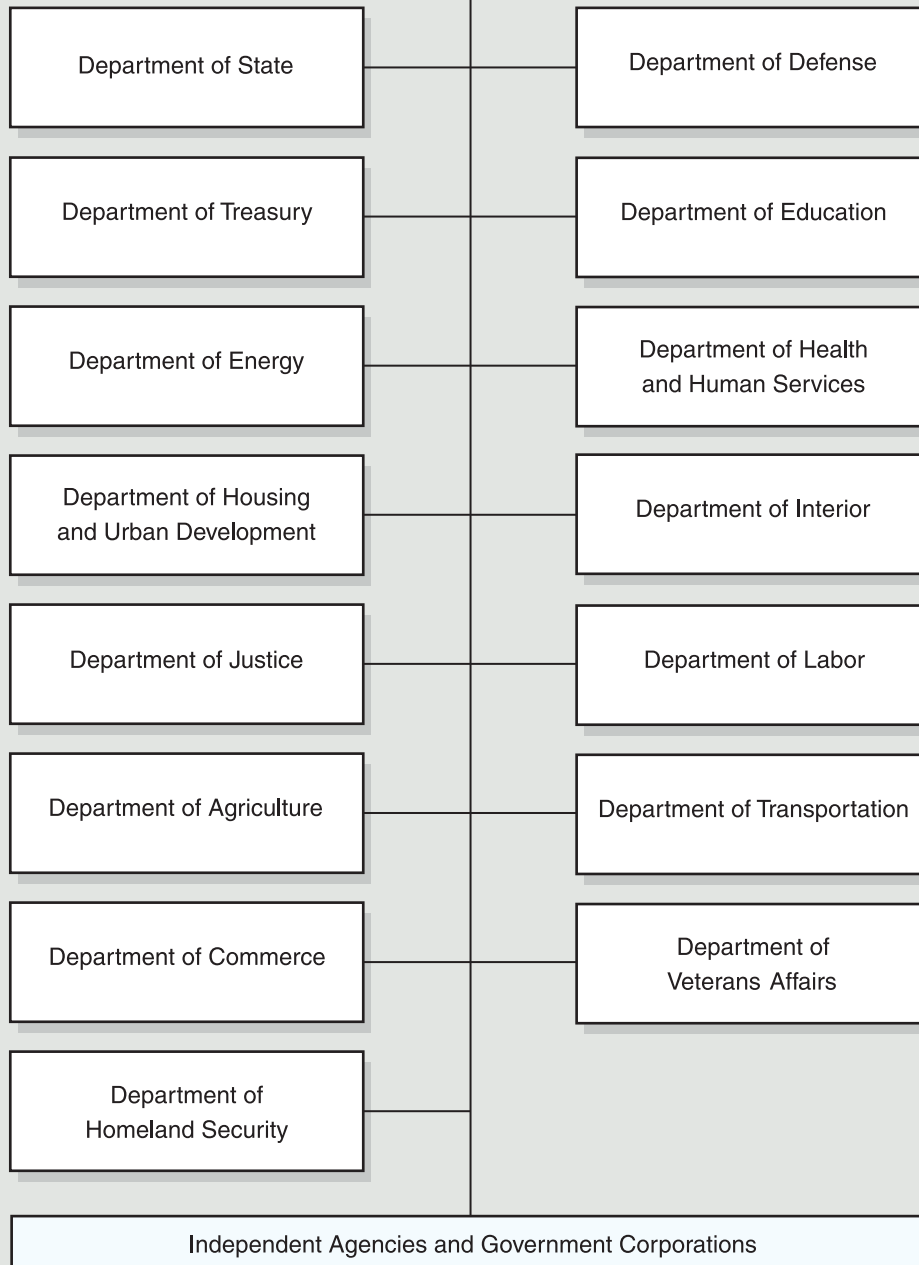 Department of State
Department of Defense
Department of Treasury
Department of Education
Department of Energy
Department of Health
and Human Services
Department of Housing
and Urban Development
Department of Interior
Department of Justice
Department of Labor
Department of Agriculture
Department of Transportation
Department of Commerce
Department of
Veterans Affairs
Department of
Homeland Security
Independent Agencies and Government Corporations